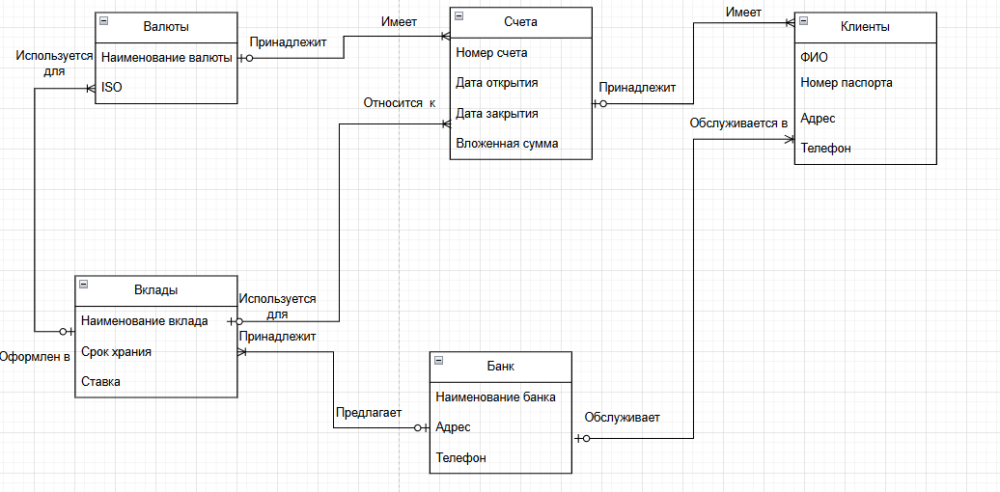 Валюты
Наименование валюты
ISO
Используется
для
Принадлежит
Имеет
Счета
Номер счета
Дата открытия
Дата закрытия
Вложенная сумма
Относится к
Принадлежит
Имеет
Клиенты
ФИО
Номер паспорта
Адрес
Телефон
Обслуживается в
Вклады
Наименование вклада
Срок храния
Ставка
Оформлен в
Используется
для
Принадлежит
Предлагает
Банк
Наименование банка
Адрес
Телефон
Обслуживает